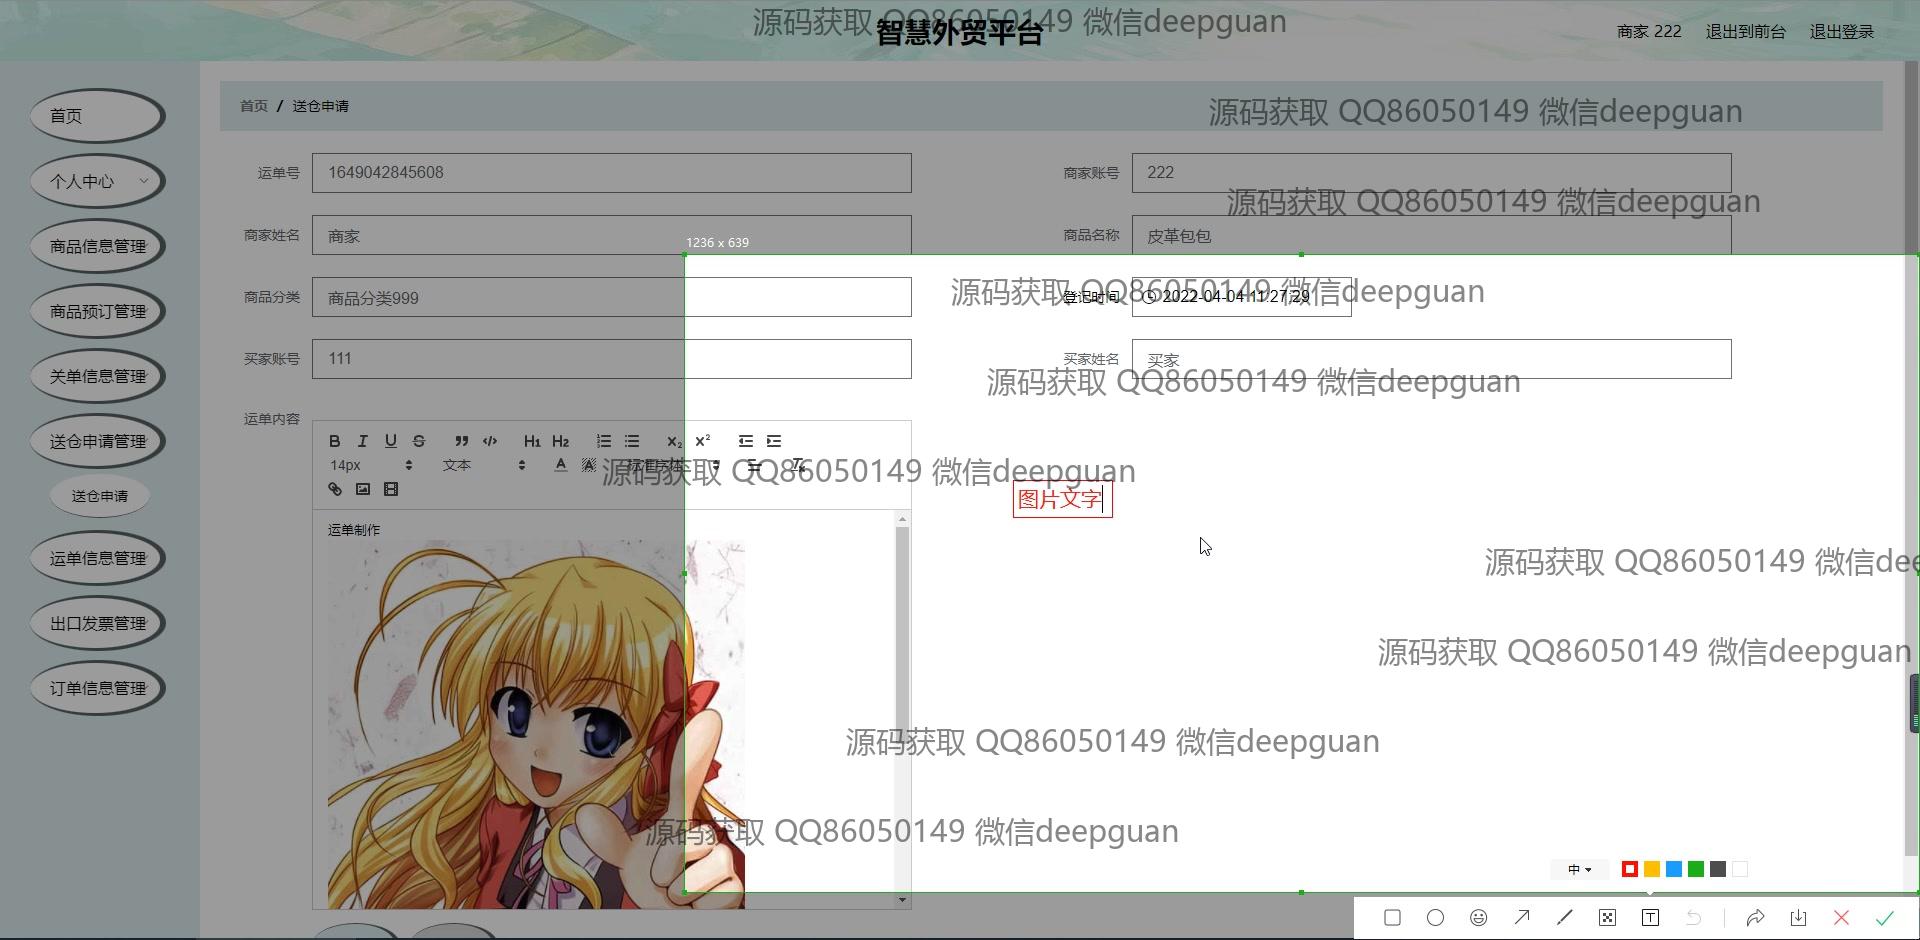 源码获取 QQ86050149 微信deepguan
智慧外贸平台
商家 222 退出到前台 退出登录
首页
个人中心
商品信息管理
商品预订管理
关单信息管理
送仓申请管理
送仓申请
运单信息管理
出口发票管理
订单信息管理
首页 / 送仓申请
源码获取 QQ86050149 微信deepguan
运单号 1649042845608 商家账号 222
源码获取 QQ86050149 微信deepguan
商家姓名 商家 商品名称 皮革包包
1236 x 639
商品分类 商品分类999 登记时间 2022-04-04 11:27:29
源码获取 QQ86050149 微信deepguan
买家账号 111 买家姓名 买家
源码获取 QQ86050149 微信deepguan
运单内容
B I U S H1 H2 X2 X2
14px 文本 A A 标准字体
源码获取 QQ86050149 微信deepguan
图片文字
运单制作
源码获取 QQ86050149 微信dee
源码获取 QQ86050149 微信deepguan
源码获取 QQ86050149 微信deepguan
源码获取 QQ86050149 微信deepguan
中
T